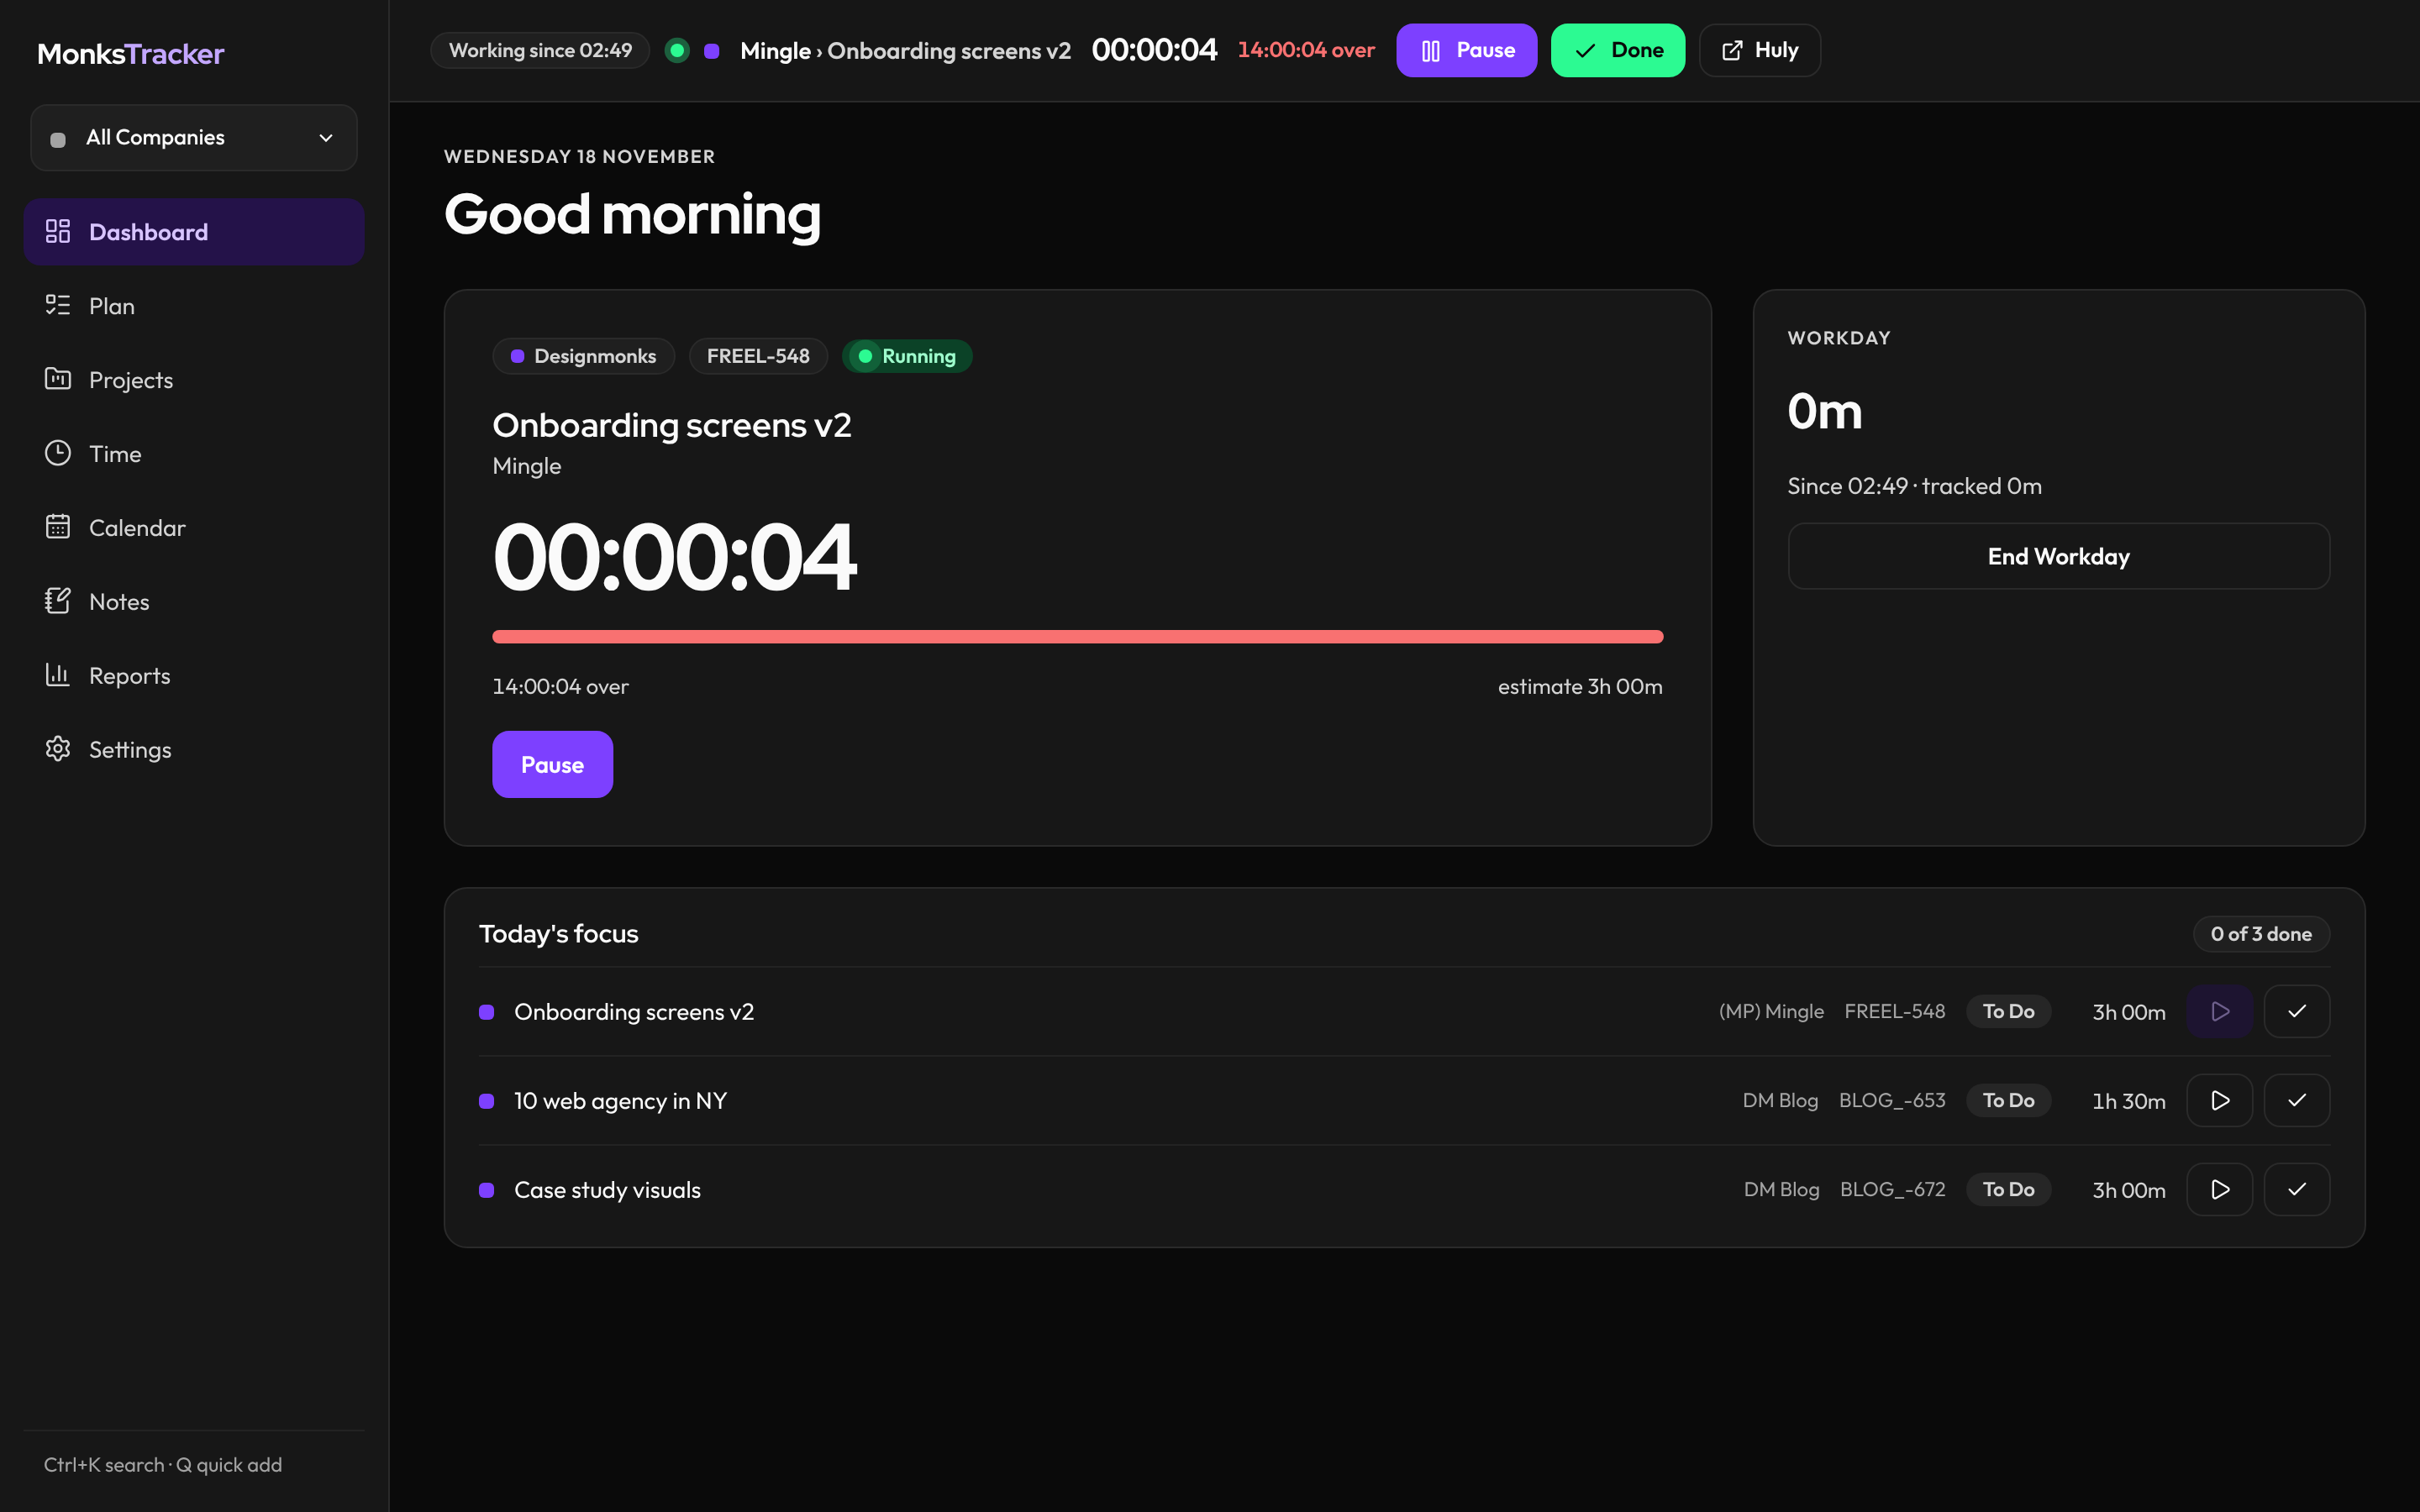 MonksTracker
All Companies
Dashboard
Plan
Projects
Time
Calendar
Notes
Reports
Settings
Ctrl+K search · Q quick add
Working since 02:49 Mingle › Onboarding screens v2 00:00:04 14:00:04 over Pause Done Huly
WEDNESDAY 18 NOVEMBER
Good morning
Designmonks FREEL-548 Running
Onboarding screens v2
Mingle
00:00:04
14:00:04 over estimate 3h 00m
Pause
WORKDAY
0m
Since 02:49 · tracked 0m
End Workday
Today's focus 0 of 3 done
Onboarding screens v2 (MP) Mingle FREEL-548 To Do 3h 00m
10 web agency in NY DM Blog BLOG_-653 To Do 1h 30m
Case study visuals DM Blog BLOG_-672 To Do 3h 00m